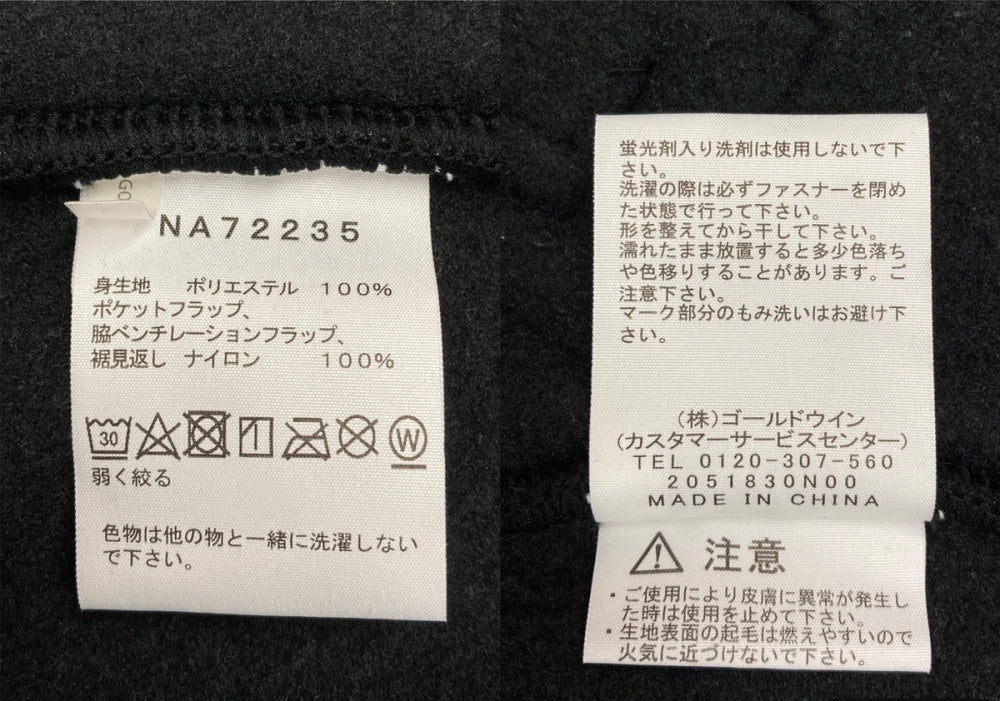 GO
NA72235
身生地 ポリエステル 100%
ポケットフラップ、
脇ベンチレーションフラップ、
裾見返し ナイロン 100%
30
W
弱く絞る
色物は他の物と一緒に洗濯しない
で下さい。
蛍光剤入り洗剤は使用しないで下
さい。
洗濯の際は必ずファスナーを閉め
た状態で行って下さい。
形を整えてから干して下さい。
濡れたまま放置すると多少色落ち
や色移りすることがあります。ご
注意下さい。
マーク部分のもみ洗いはお避け下
さい。
(株)ゴールドウイン
(カスタマーサービスセンター)
TEL 0120-307-560
2051830N00
MADE IN CHINA
注意
・ご使用により皮膚に異常が発生し
た時は使用を止めて下さい。
・生地表面の起毛は燃えやすいので
火気に近づけないで下さい。